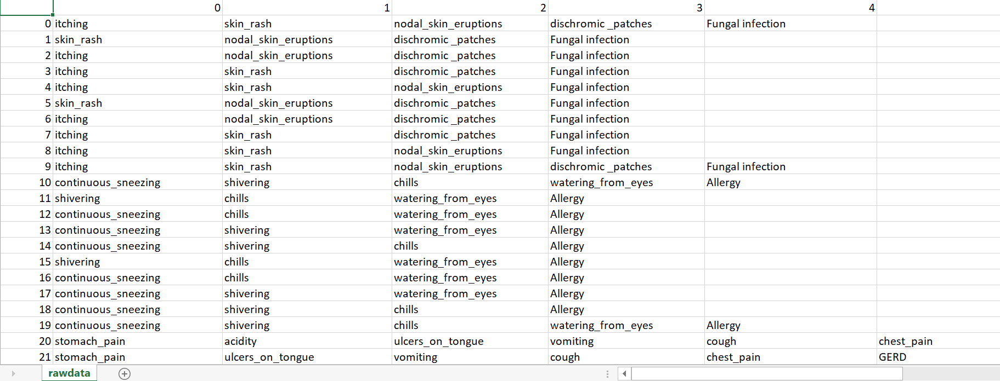 0 1 2 3 4
0 itching skin_rash nodal_skin_eruptions dischromic _patches Fungal infection
1 skin_rash nodal_skin_eruptions dischromic _patches Fungal infection
2 itching nodal_skin_eruptions dischromic _patches Fungal infection
3 itching skin_rash dischromic _patches Fungal infection
4 itching skin_rash nodal_skin_eruptions Fungal infection
5 skin_rash nodal_skin_eruptions dischromic _patches Fungal infection
6 itching nodal_skin_eruptions dischromic _patches Fungal infection
7 itching skin_rash dischromic _patches Fungal infection
8 itching skin_rash nodal_skin_eruptions Fungal infection
9 itching skin_rash nodal_skin_eruptions dischromic _patches Fungal infection
10 continuous_sneezing shivering chills watering_from_eyes Allergy
11 shivering chills watering_from_eyes Allergy
12 continuous_sneezing chills watering_from_eyes Allergy
13 continuous_sneezing shivering watering_from_eyes Allergy
14 continuous_sneezing shivering chills Allergy
15 shivering chills watering_from_eyes Allergy
16 continuous_sneezing chills watering_from_eyes Allergy
17 continuous_sneezing shivering watering_from_eyes Allergy
18 continuous_sneezing shivering chills Allergy
19 continuous_sneezing shivering chills watering_from_eyes Allergy
20 stomach_pain acidity ulcers_on_tongue vomiting cough chest_pain
21 stomach_pain ulcers_on_tongue vomiting cough chest_pain GERD
rawdata